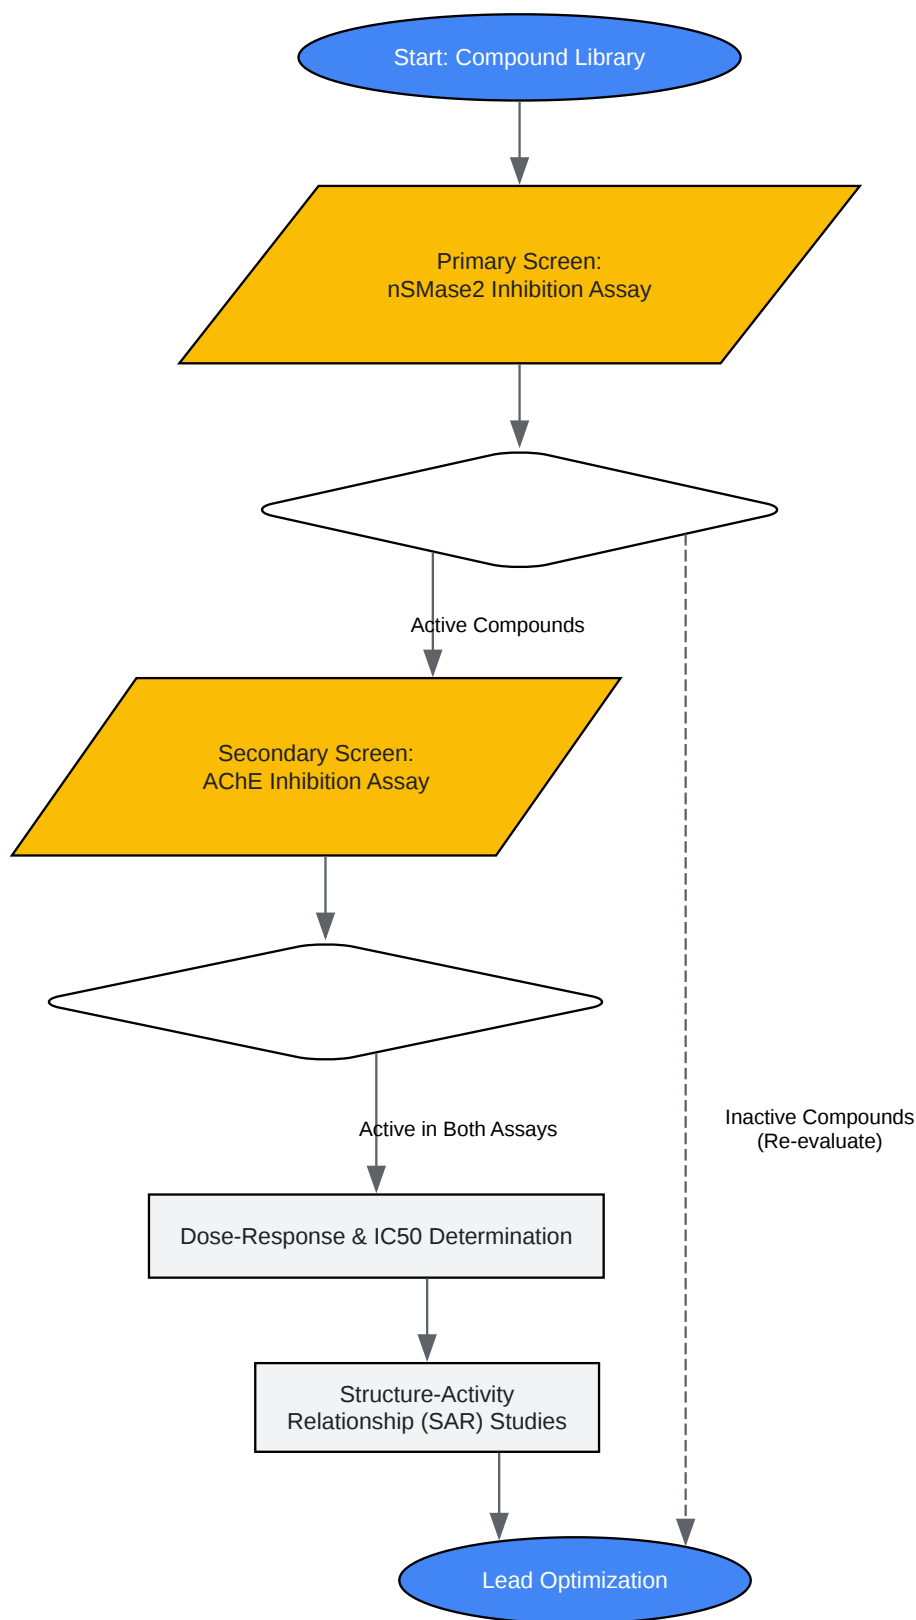 Start: Compound Library
Primary Screen:
nSMase2 Inhibition Assay
Active Compounds
Secondary Screen:
AChE Inhibition Assay
Active in Both Assays
Inactive Compounds
(Re-evaluate)
Dose-Response & IC50 Determination
Structure-Activity
Relationship (SAR) Studies
Lead Optimization